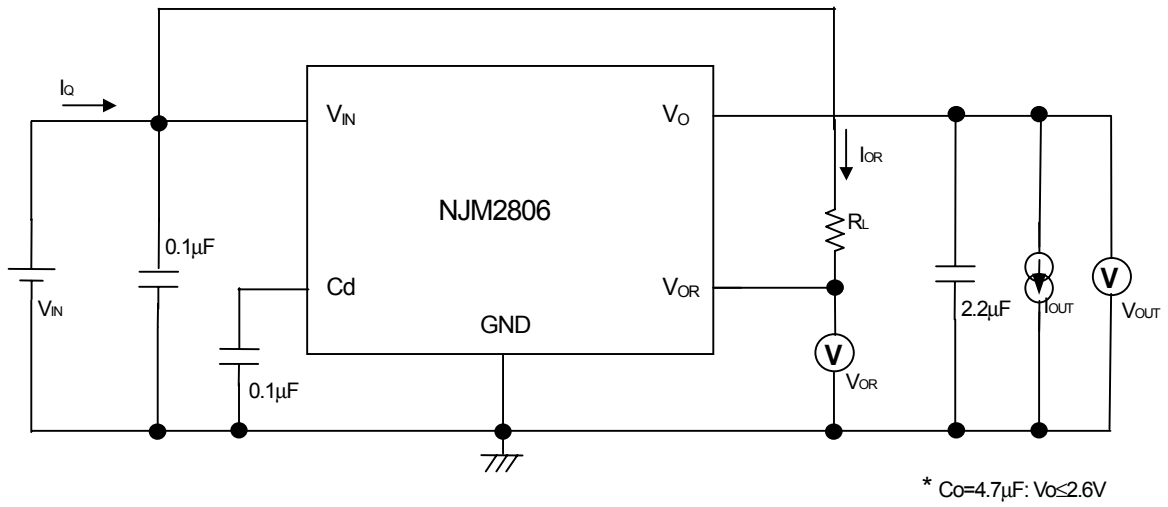 IQ
VIN
VO
IOR
NJM2806
RL
0.1μF
Cd
VOR
VIN
GND
2.2μF
IOUT
V
VOUT
V
VOR
0.1μF
* Co=4.7μF: Vo≤2.6V